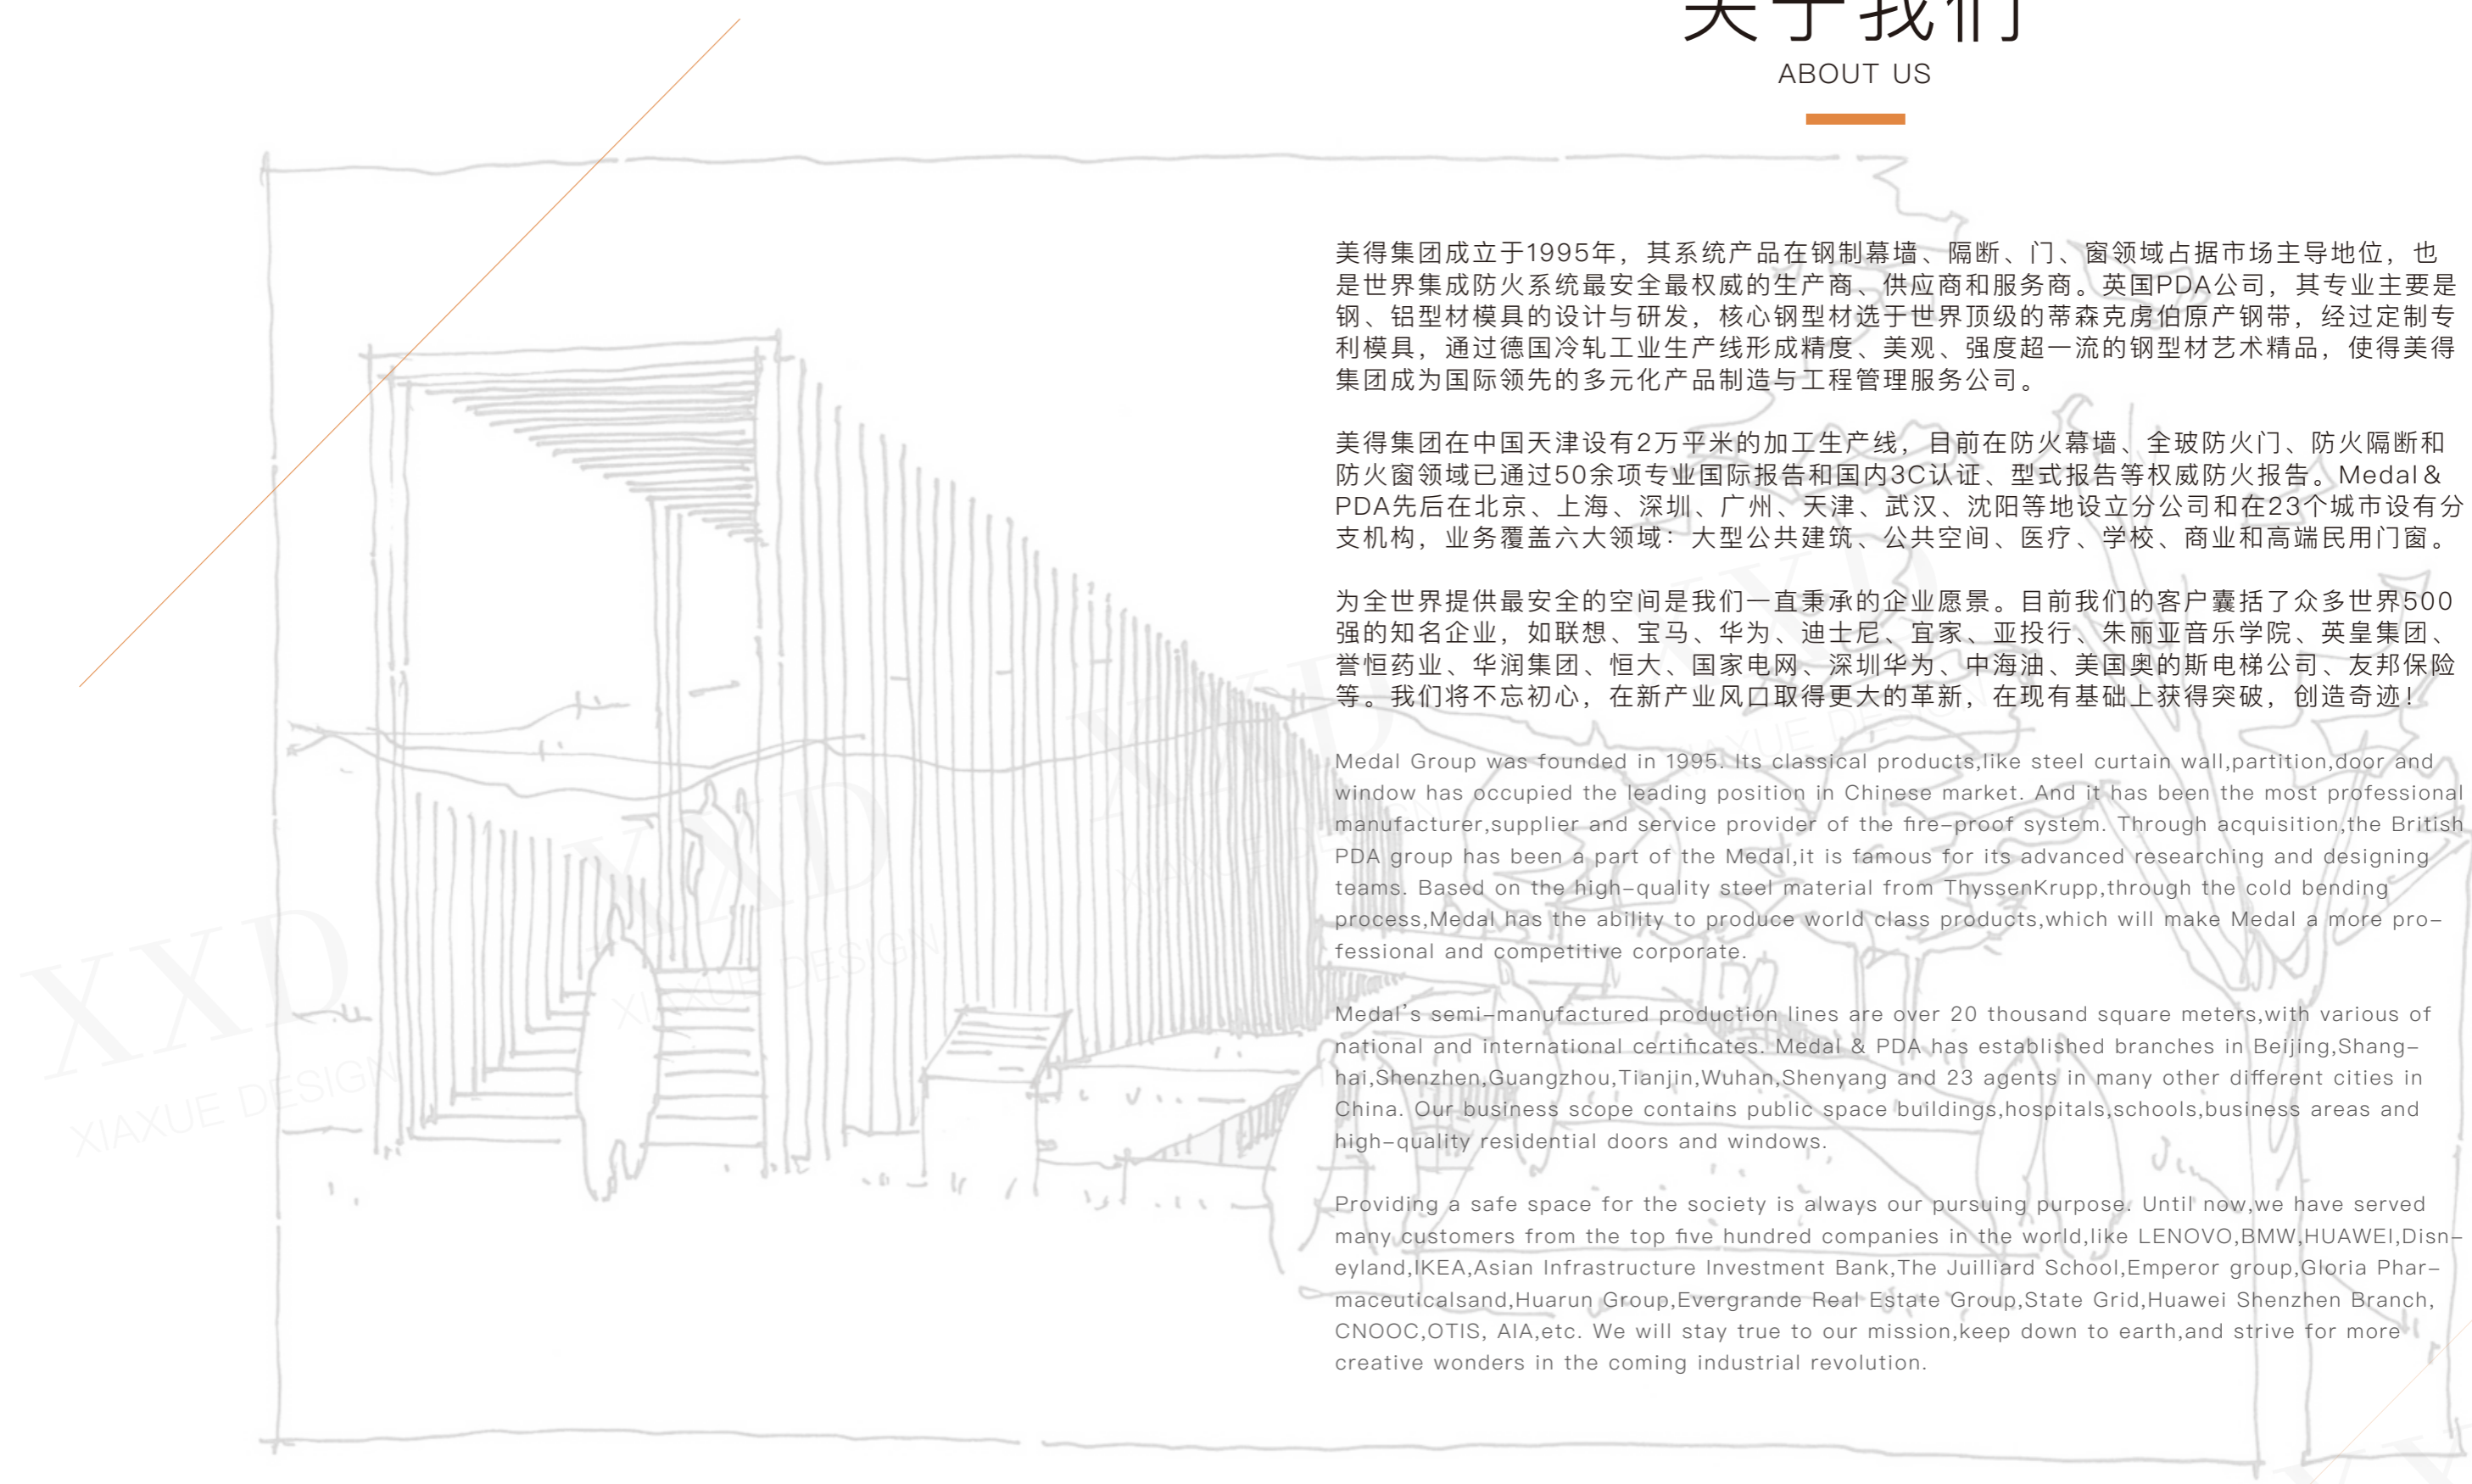 关于我们
ABOUT US
美得集团成立于1995年，其系统产品在钢制幕墙、隔断、门、窗领域占据市场主导地位，也
是世界集成防火系统最安全最权威的生产商、供应商和服务商。英国PDA公司，其专业主要是
钢、铝型材模具的设计与研发，核心钢型材选于世界顶级的蒂森克虏伯原产钢带，经过定制专
利模具，通过德国冷轧工业生产线形成精度、美观、强度超一流的钢型材艺术精品，使得美得
集团成为国际领先的多元化产品制造与工程管理服务公司。
美得集团在中国天津设有2万平米的加工生产线，目前在防火幕墙、全玻防火门、防火隔断和
防火窗领域已通过50余项专业国际报告和国内3C认证、型式报告等权威防火报告。Medal＆
PDA先后在北京、上海、深圳、广州、天津、武汉、沈阳等地设立分公司和在23个城市设有分
支机构，业务覆盖六大领域：大型公共建筑、公共空间、医疗、学校、商业和高端民用门窗。
为全世界提供最安全的空间是我们一直秉承的企业愿景。目前我们的客户囊括了众多世界500
强的知名企业，如联想、宝马、华为、迪士尼、宜家、亚投行、朱丽亚音乐学院、英皇集团、
誉恒药业、华润集团、恒大、国家电网、深圳华为、中海油、美国奥的斯电梯公司、友邦保险
等。我们将不忘初心，在新产业风口取得更大的革新，在现有基础上获得突破，创造奇迹！
Medal Group was founded in 1995. Its classical products,like steel curtain wall,partition,door and
window has occupied the leading position in Chinese market. And it has been the most professional
manufacturer,supplier and service provider of the fire-proof system. Through acquisition,the British
PDA group has been a part of the Medal,it is famous for its advanced researching and designing
teams. Based on the high-quality steel material from ThyssenKrupp,through the cold bending
process,Medal has the ability to produce world class products,which will make Medal a more pro-
fessional and competitive corporate.
Medal's semi-manufactured production lines are over 20 thousand square meters,with various of
national and international certificates. Medal & PDA has established branches in Beijing,Shang-
hai,Shenzhen,Guangzhou,Tianjin,Wuhan,Shenyang and 23 agents in many other different cities in
China. Our business scope contains public space buildings,hospitals,schools,business areas and
high-quality residential doors and windows.
Providing a safe space for the society is always our pursuing purpose. Until now,we have served
many customers from the top five hundred companies in the world,like LENOVO,BMW,HUAWEI,Disn-
eyland,IKEA,Asian Infrastructure Investment Bank,The Juilliard School,Emperor group,Gloria Phar-
maceuticalsand,Huarun Group,Evergrande Real Estate Group,State Grid,Huawei Shenzhen Branch,
CNOOC,OTIS, AIA,etc. We will stay true to our mission,keep down to earth,and strive for more
creative wonders in the coming industrial revolution.
XXD
XIAXUE DESIGN
XXD
XIAXUE DESIGN
XXD
XIAXUE DESIGN
XXD
XIAXUE DESIGN